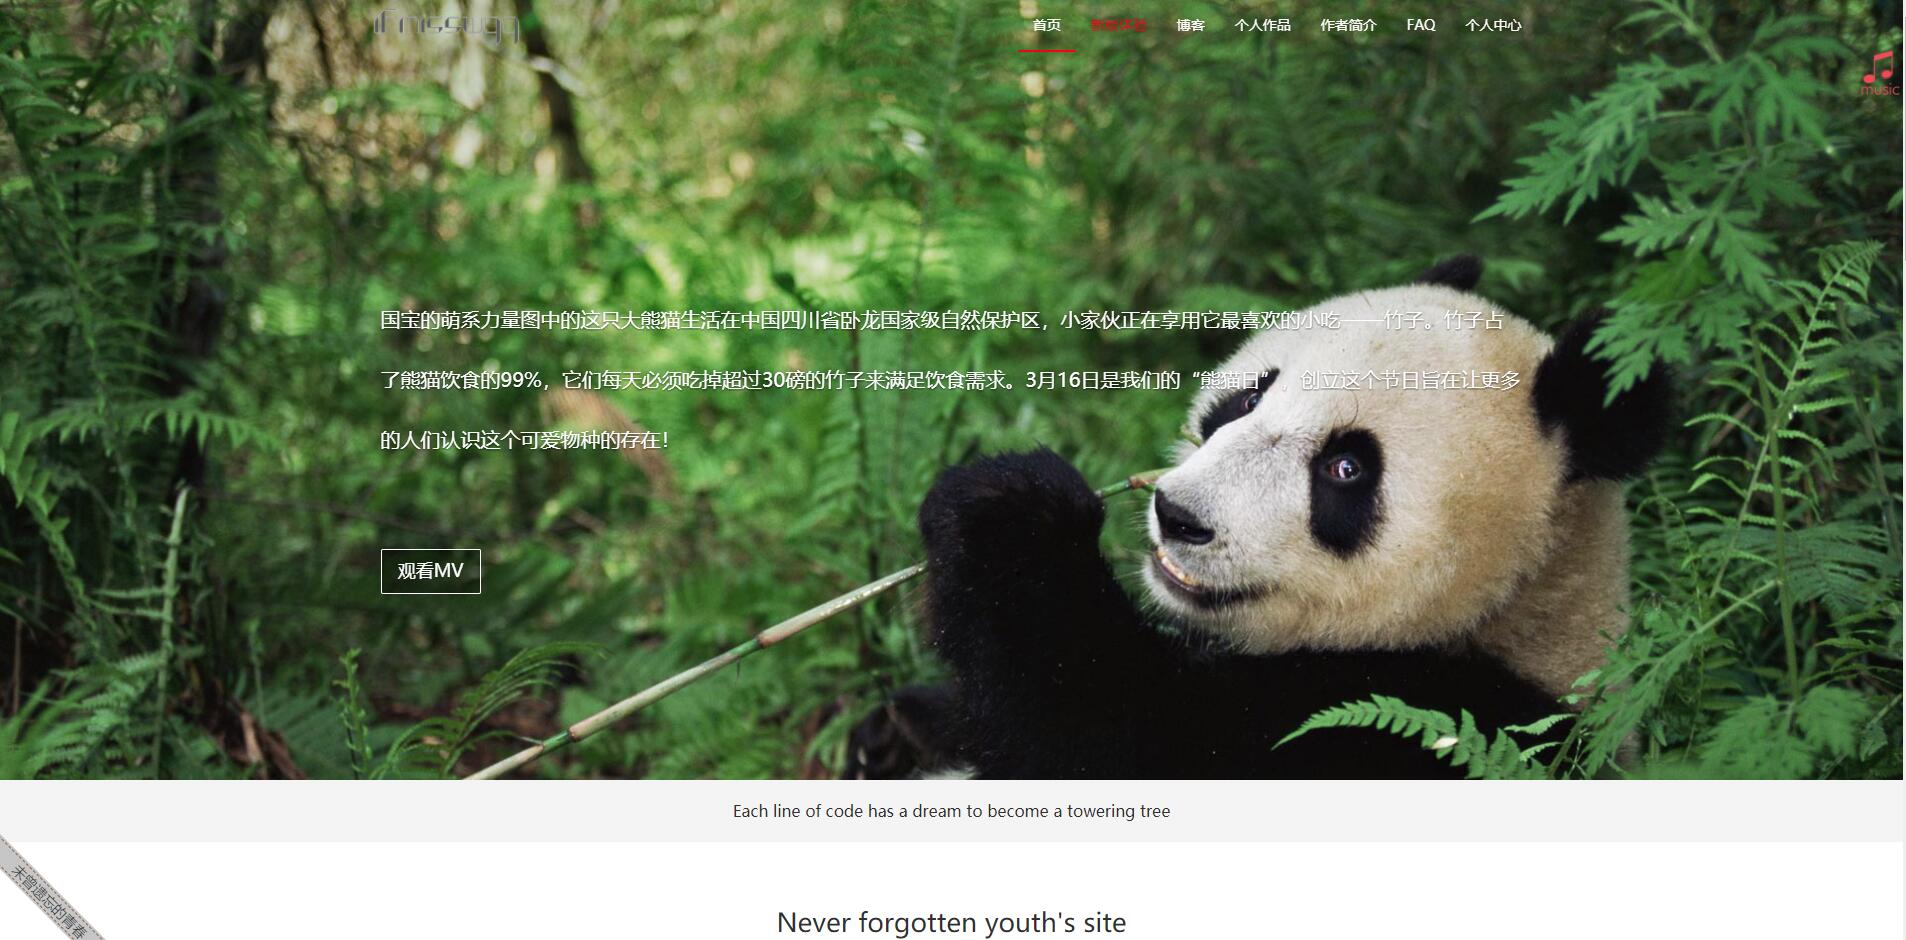 首页
博客
个人作品
作者简介
FAQ
个人中心
music
国宝的萌系力量图中的这只大熊猫生活在中国四川省卧龙国家级自然保护区，小家伙正在享用它最喜欢的小吃——竹子。竹子占
了熊猫饮食的99%，它们每天必须吃掉超过30磅的竹子来满足饮食需求。3月16日是我们的“熊猫日”，创立这个节日旨在让更多
的人们认识这个可爱物种的存在！
观看MV
Each line of code has a dream to become a towering tree
未曾遗忘的青春
Never forgotten youth's site